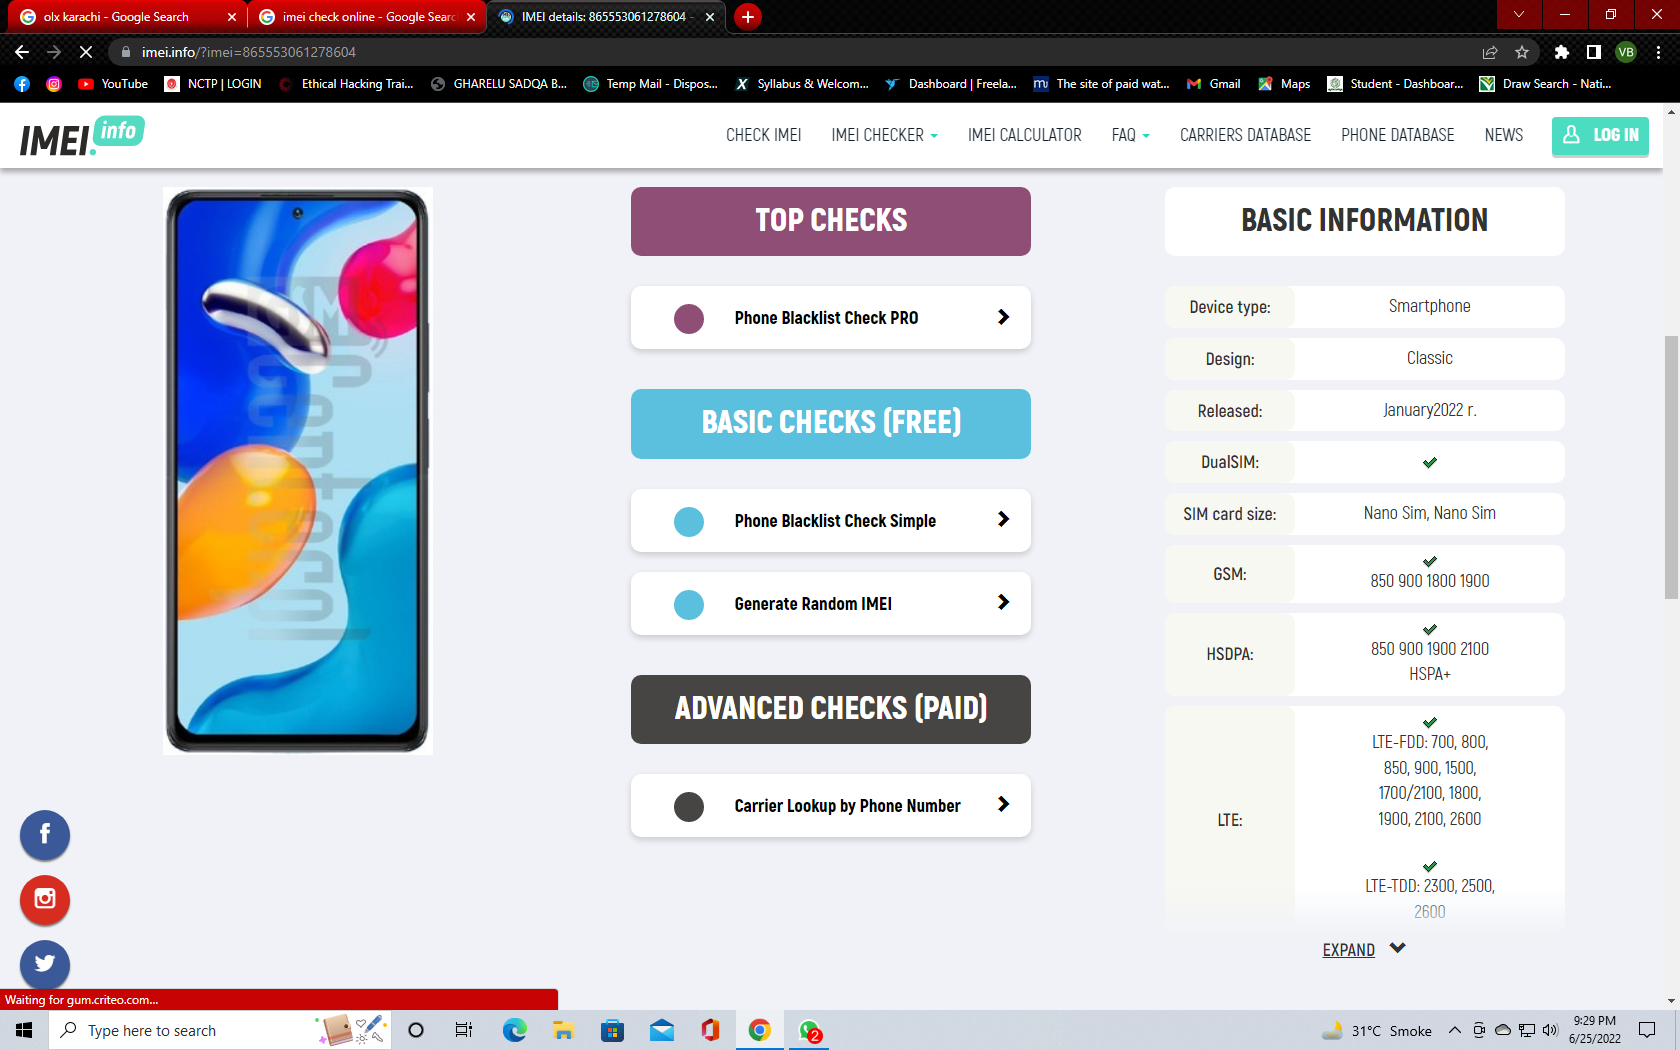 olx karachi - Google Search
imei check online - Google Searc
IMEI details: 865553061278604 -
imei.info/?imei=865553061278604
VB
YouTube
NCTP | LOGIN
Ethical Hacking Trai...
GHARELU SADQA B...
Temp Mail - Dispos...
Syllabus & Welcom...
Dashboard | Freela...
The site of paid wat...
Gmail
Maps
Student - Dashboar...
Draw Search - Nati...
IMEI.info
CHECK IMEI
IMEI CHECKER
IMEI CALCULATOR
FAQ
CARRIERS DATABASE
PHONE DATABASE
NEWS
LOG IN
TOP CHECKS
Phone Blacklist Check PRO
BASIC CHECKS (FREE)
Phone Blacklist Check Simple
Generate Random IMEI
ADVANCED CHECKS (PAID)
Carrier Lookup by Phone Number
BASIC INFORMATION
Device type: Smartphone
Design: Classic
Released: January2022 r.
DualSIM:
SIM card size: Nano Sim, Nano Sim
GSM: 850 900 1800 1900
HSDPA: 850 900 1900 2100
HSPA+
LTE: LTE-FDD: 700, 800,
850, 900, 1500,
1700/2100, 1800,
1900, 2100, 2600
LTE-TDD: 2300, 2500,
2600
EXPAND
Waiting for gum.criteo.com...
Type here to search
2
31°C Smoke
9:29 PM
6/25/2022